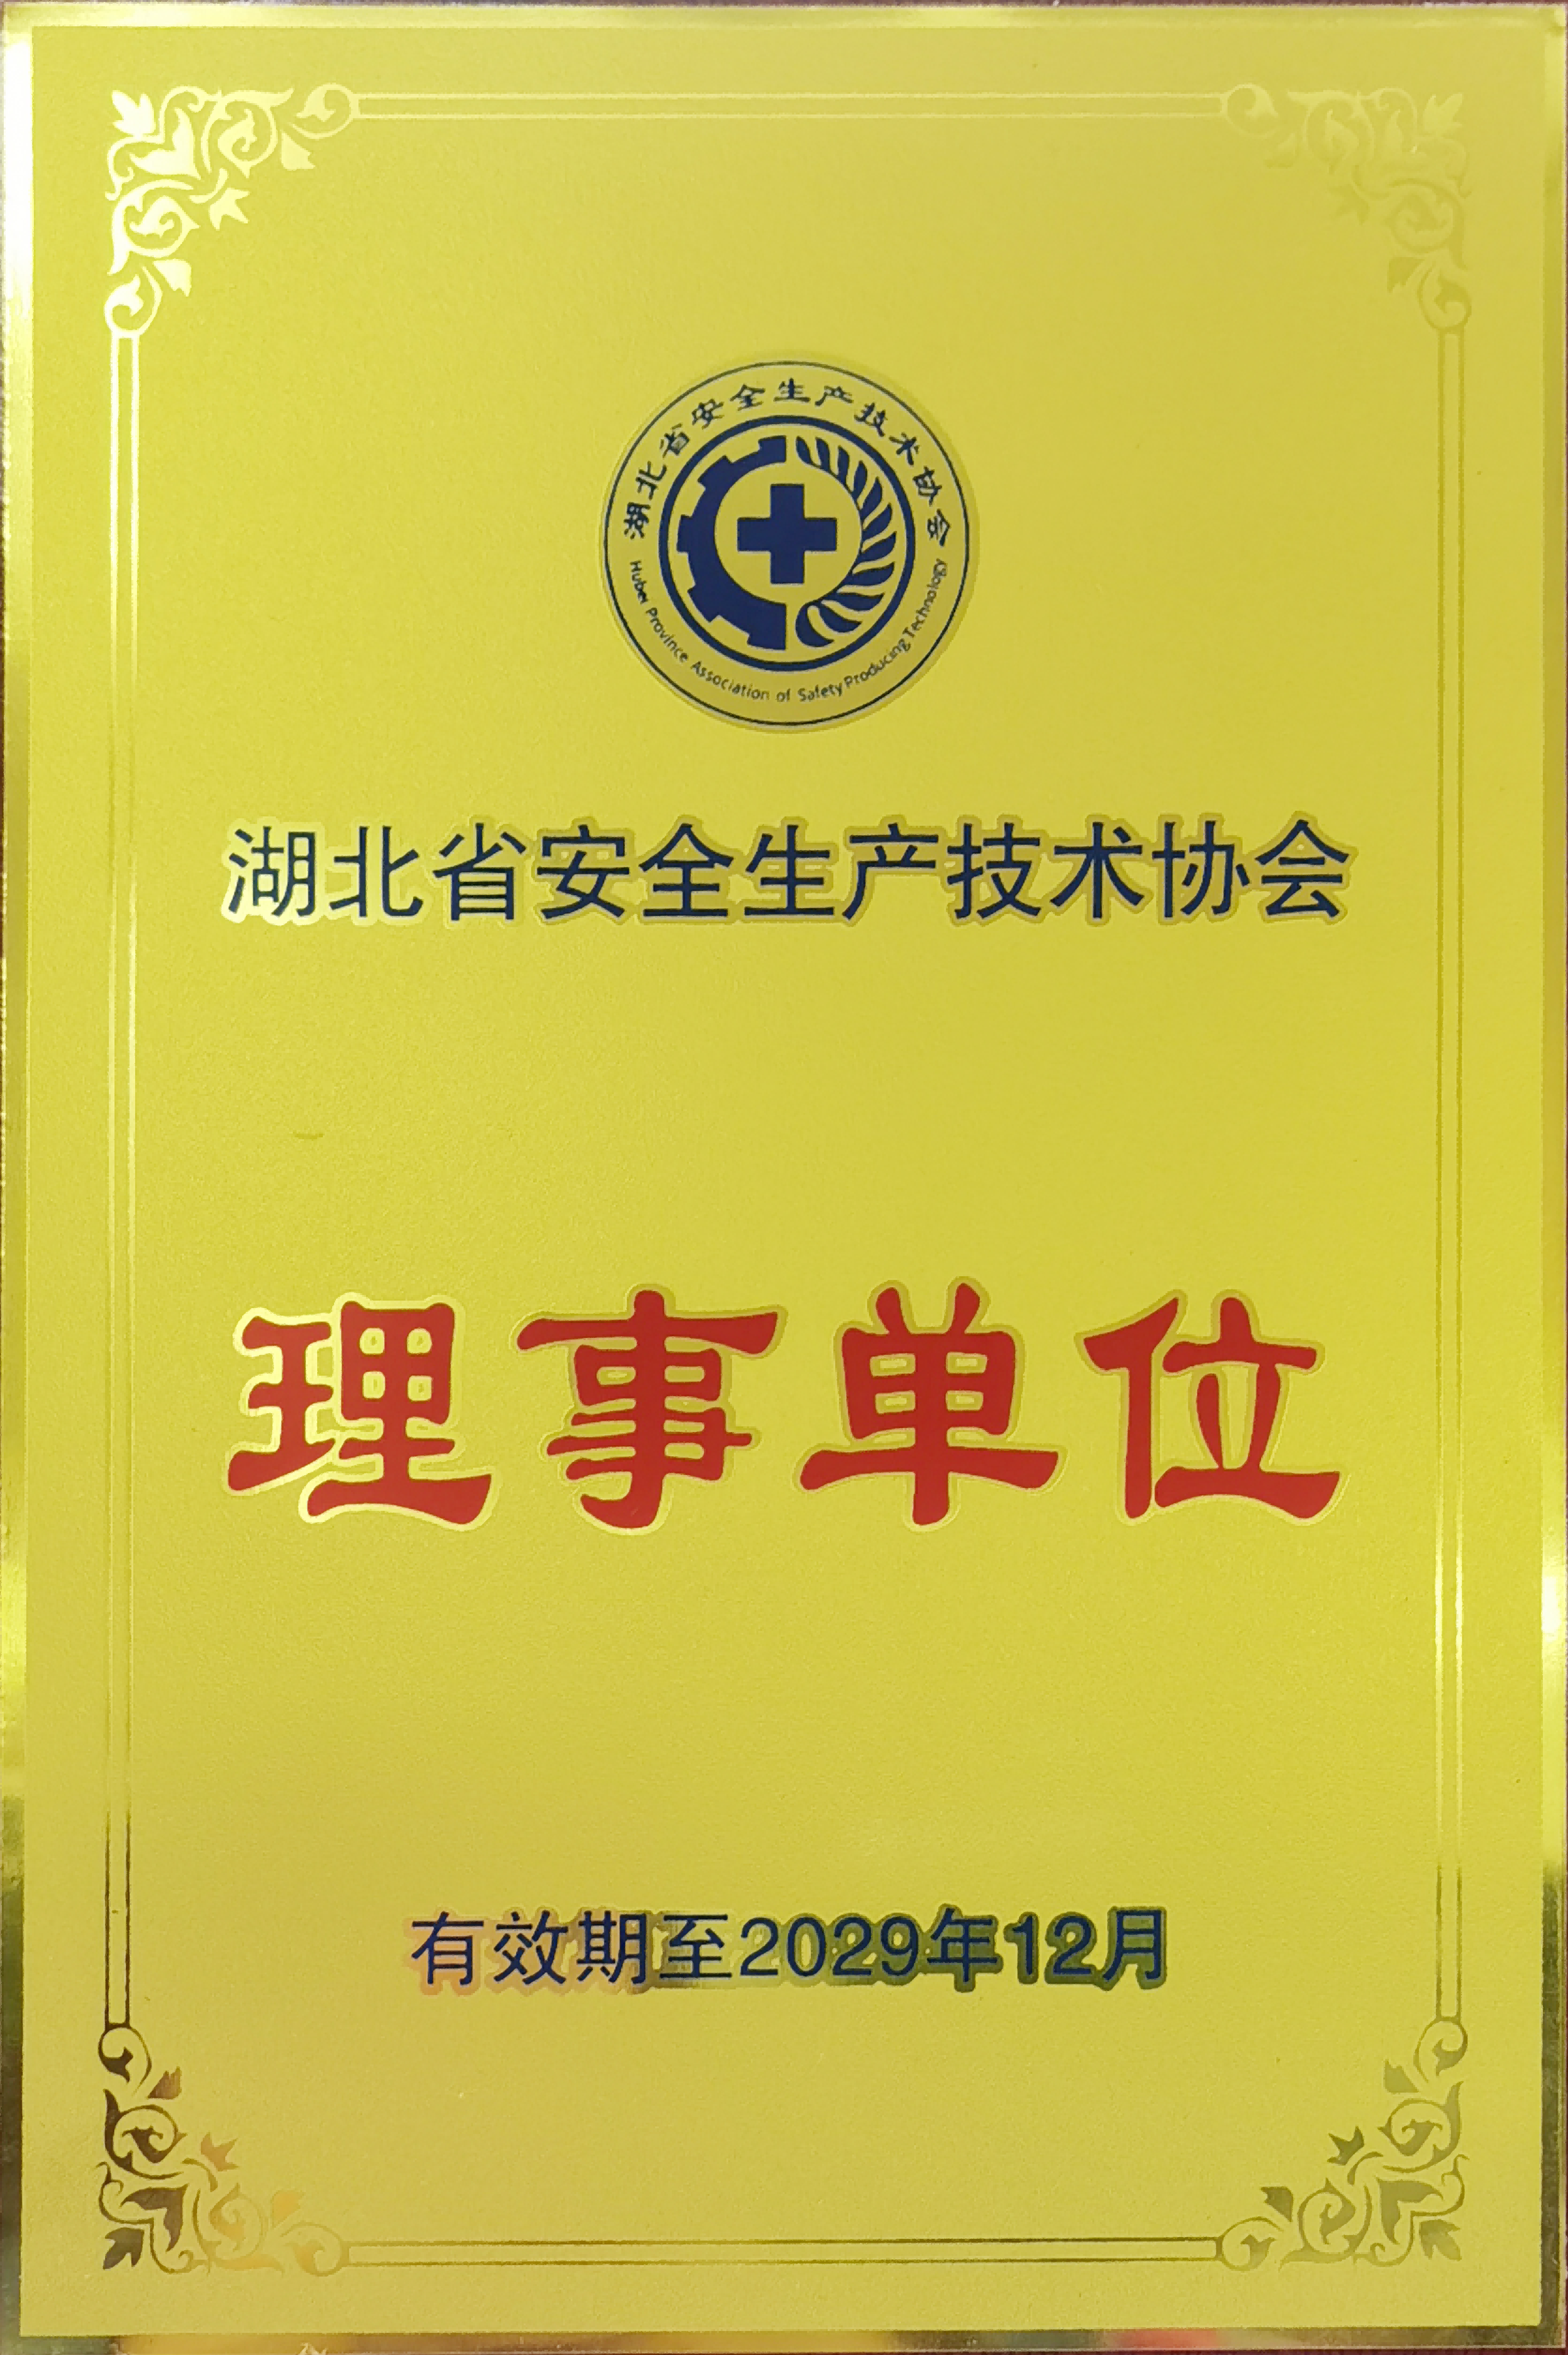 湖北省安全生产技术协会
Hubei Province Association of Safety Producing Technology
湖北省安全生产技术协会
理事单位
有效期至2029年12月